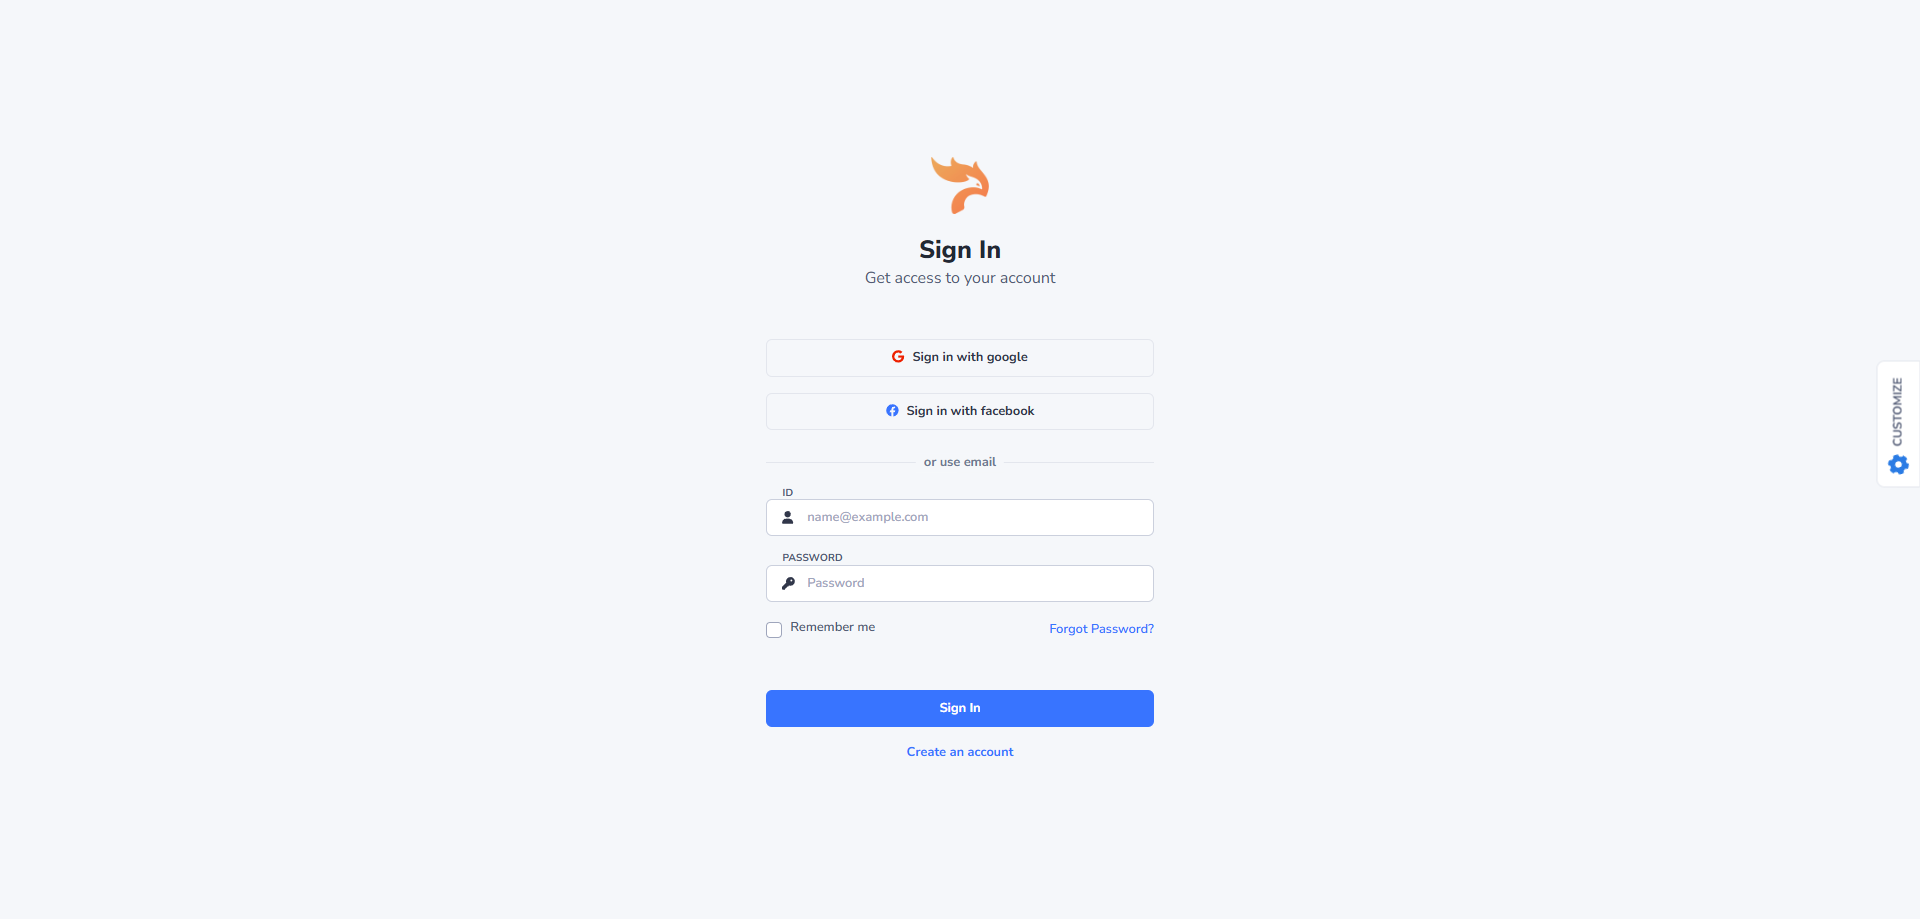 Sign In
Get access to your account
Sign in with google
Sign in with facebook
or use email
ID
name@example.com
PASSWORD
Password
Remember me
Forgot Password?
Sign In
Create an account
CUSTOMIZE